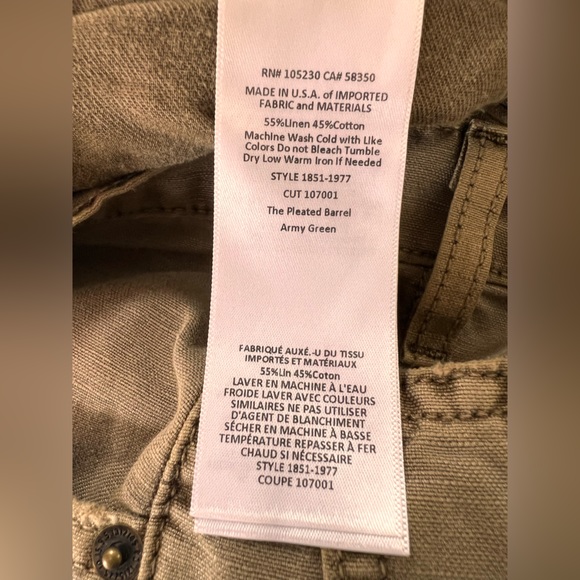 RN# 105230 CA# 58350
MADE IN U.S.A. of IMPORTED
FABRIC and MATERIALS
55%Linen 45%Cotton
Machine Wash Cold with Like
Colors Do not Bleach Tumble
Dry Low Warm Iron If Needed
STYLE 1851-1977
CUT 107001
The Pleated Barrel
Army Green
FABRIQUÉ AUXÉ.-U DU TISSU
IMPORTÉS ET MATÉRIAUX
55%Lin 45%Coton
LAVER EN MACHINE À L'EAU
FROIDE LAVER AVEC COULEURS
SIMILAIRES NE PAS UTILISER
D'AGENT DE BLANCHIMENT
SÉCHER EN MACHINE À BASSE
TEMPÉRATURE REPASSER À FER
CHAUD SI NÉCESSAIRE
STYLE 1851-1977
COUPE 107001